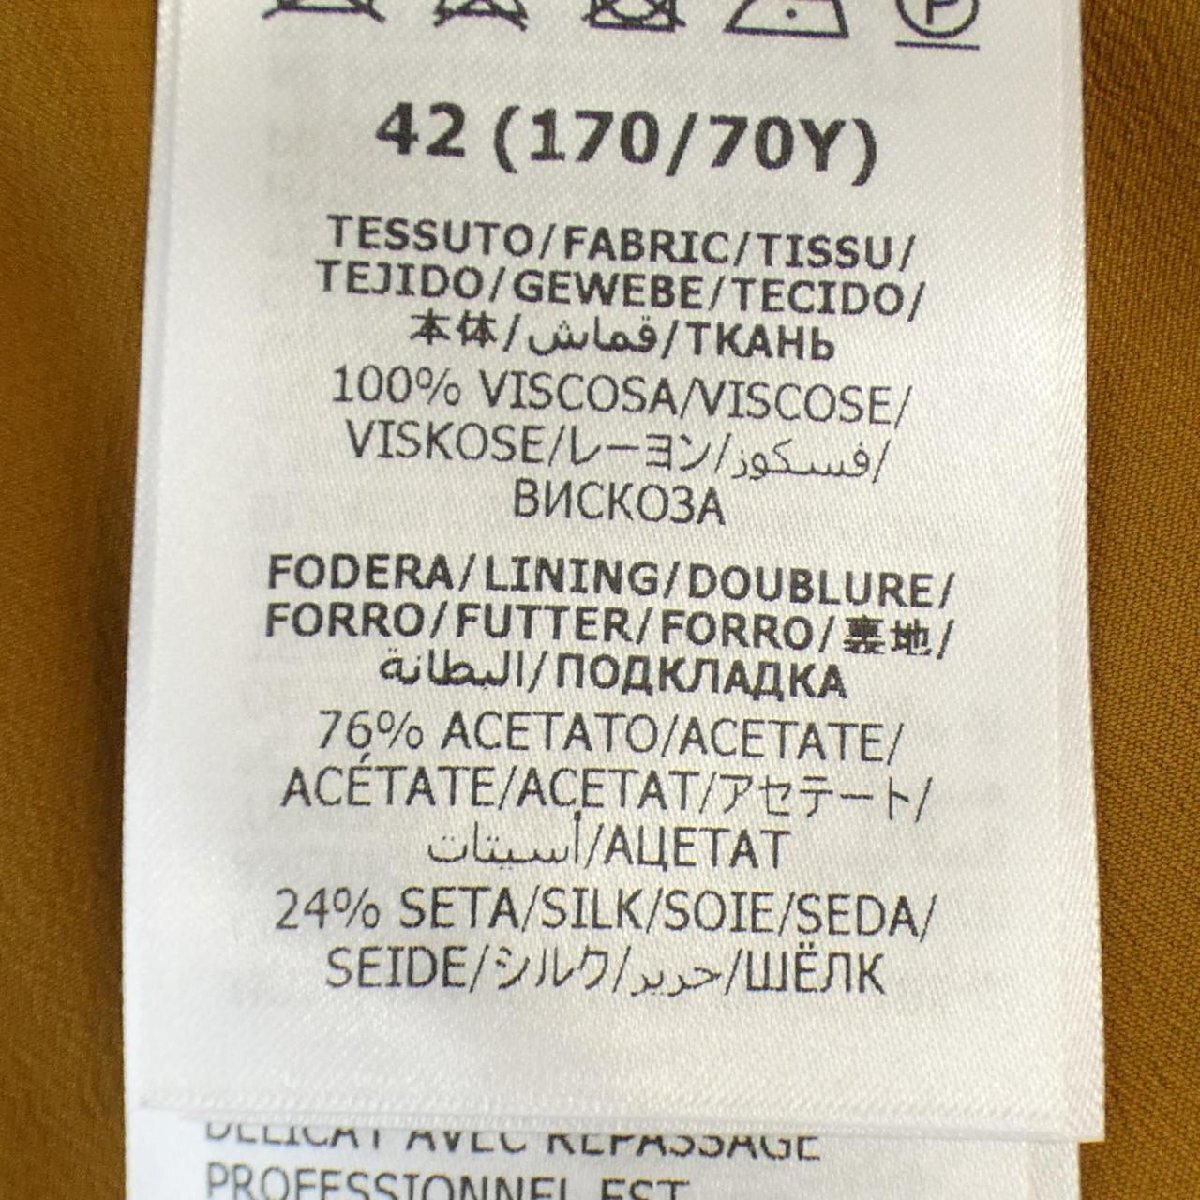 42 (170/70Y)
TESSUTO/FABRIC/TISSU/
TEJIDO/GEWEBE/TECIDO/
本体/قماش/ТКАНЬ
100% VISCOSA/VISCOSE/
VISKOSE/レーヨン/فسكوز/
ВИСКОЗА
FODERA/LINING/DOUBLURE/
FORRO/FUTTER/FORRO/裏地/
البطانة/ПОДКЛАДКА
76% ACETATO/ACETATE/
ACÉTATE/ACETAT/アセテート/
أسيتات/АЦЕТАТ
24% SETA/SILK/SOIE/SEDA/
SEIDE/シルク/حرير/ШЁЛК
DÉLICAT AVEC REPASSAGE
PROFESSIONNEL EST